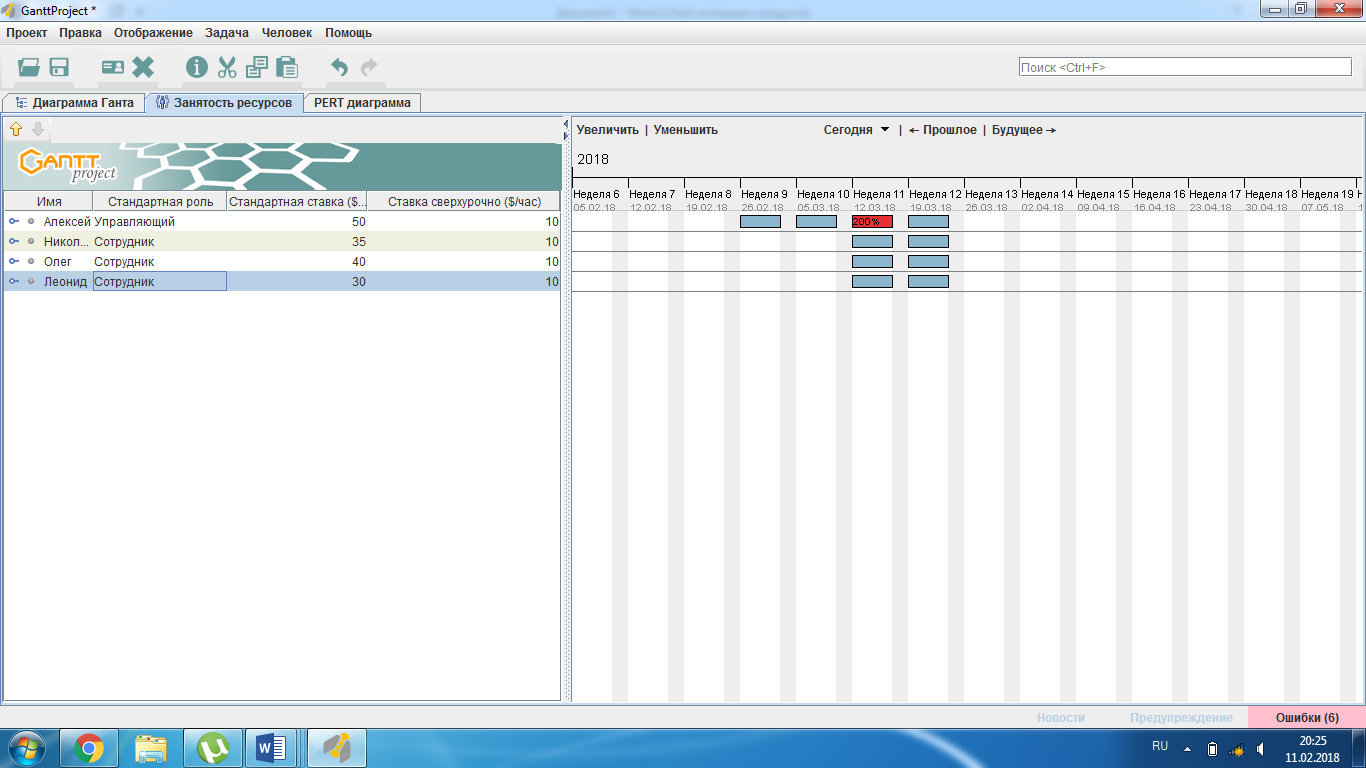 GanttProject *
Проект Правка Отображение Задача Человек Помощь
Поиск <Ctrl+F>
Диаграмма Ганта Занятость ресурсов PERT диаграмма
Увеличить | Уменьшить Сегодня | ← Прошлое | Будущее →
2018
GANTT project
Неделя 6 Неделя 7 Неделя 8 Неделя 9 Неделя 10 Неделя 11 Неделя 12 Неделя 13 Неделя 14 Неделя 15 Неделя 16 Неделя 17 Неделя 18 Неделя 19 Н
05.02.18 12.02.18 19.02.18 26.02.18 05.03.18 12.03.18 19.03.18 26.03.18 02.04.18 09.04.18 16.04.18 23.04.18 30.04.18 07.05.18 1
Имя Стандартная роль Стандартная ставка ($... Ставка сверхурочно ($/час)
Алексей Управляющий 50 10 200%
Никол... Сотрудник 35 10
Олег Сотрудник 40 10
Леонид Сотрудник 30 10
Новости Предупреждение Ошибки (6)
RU 20:25
11.02.2018